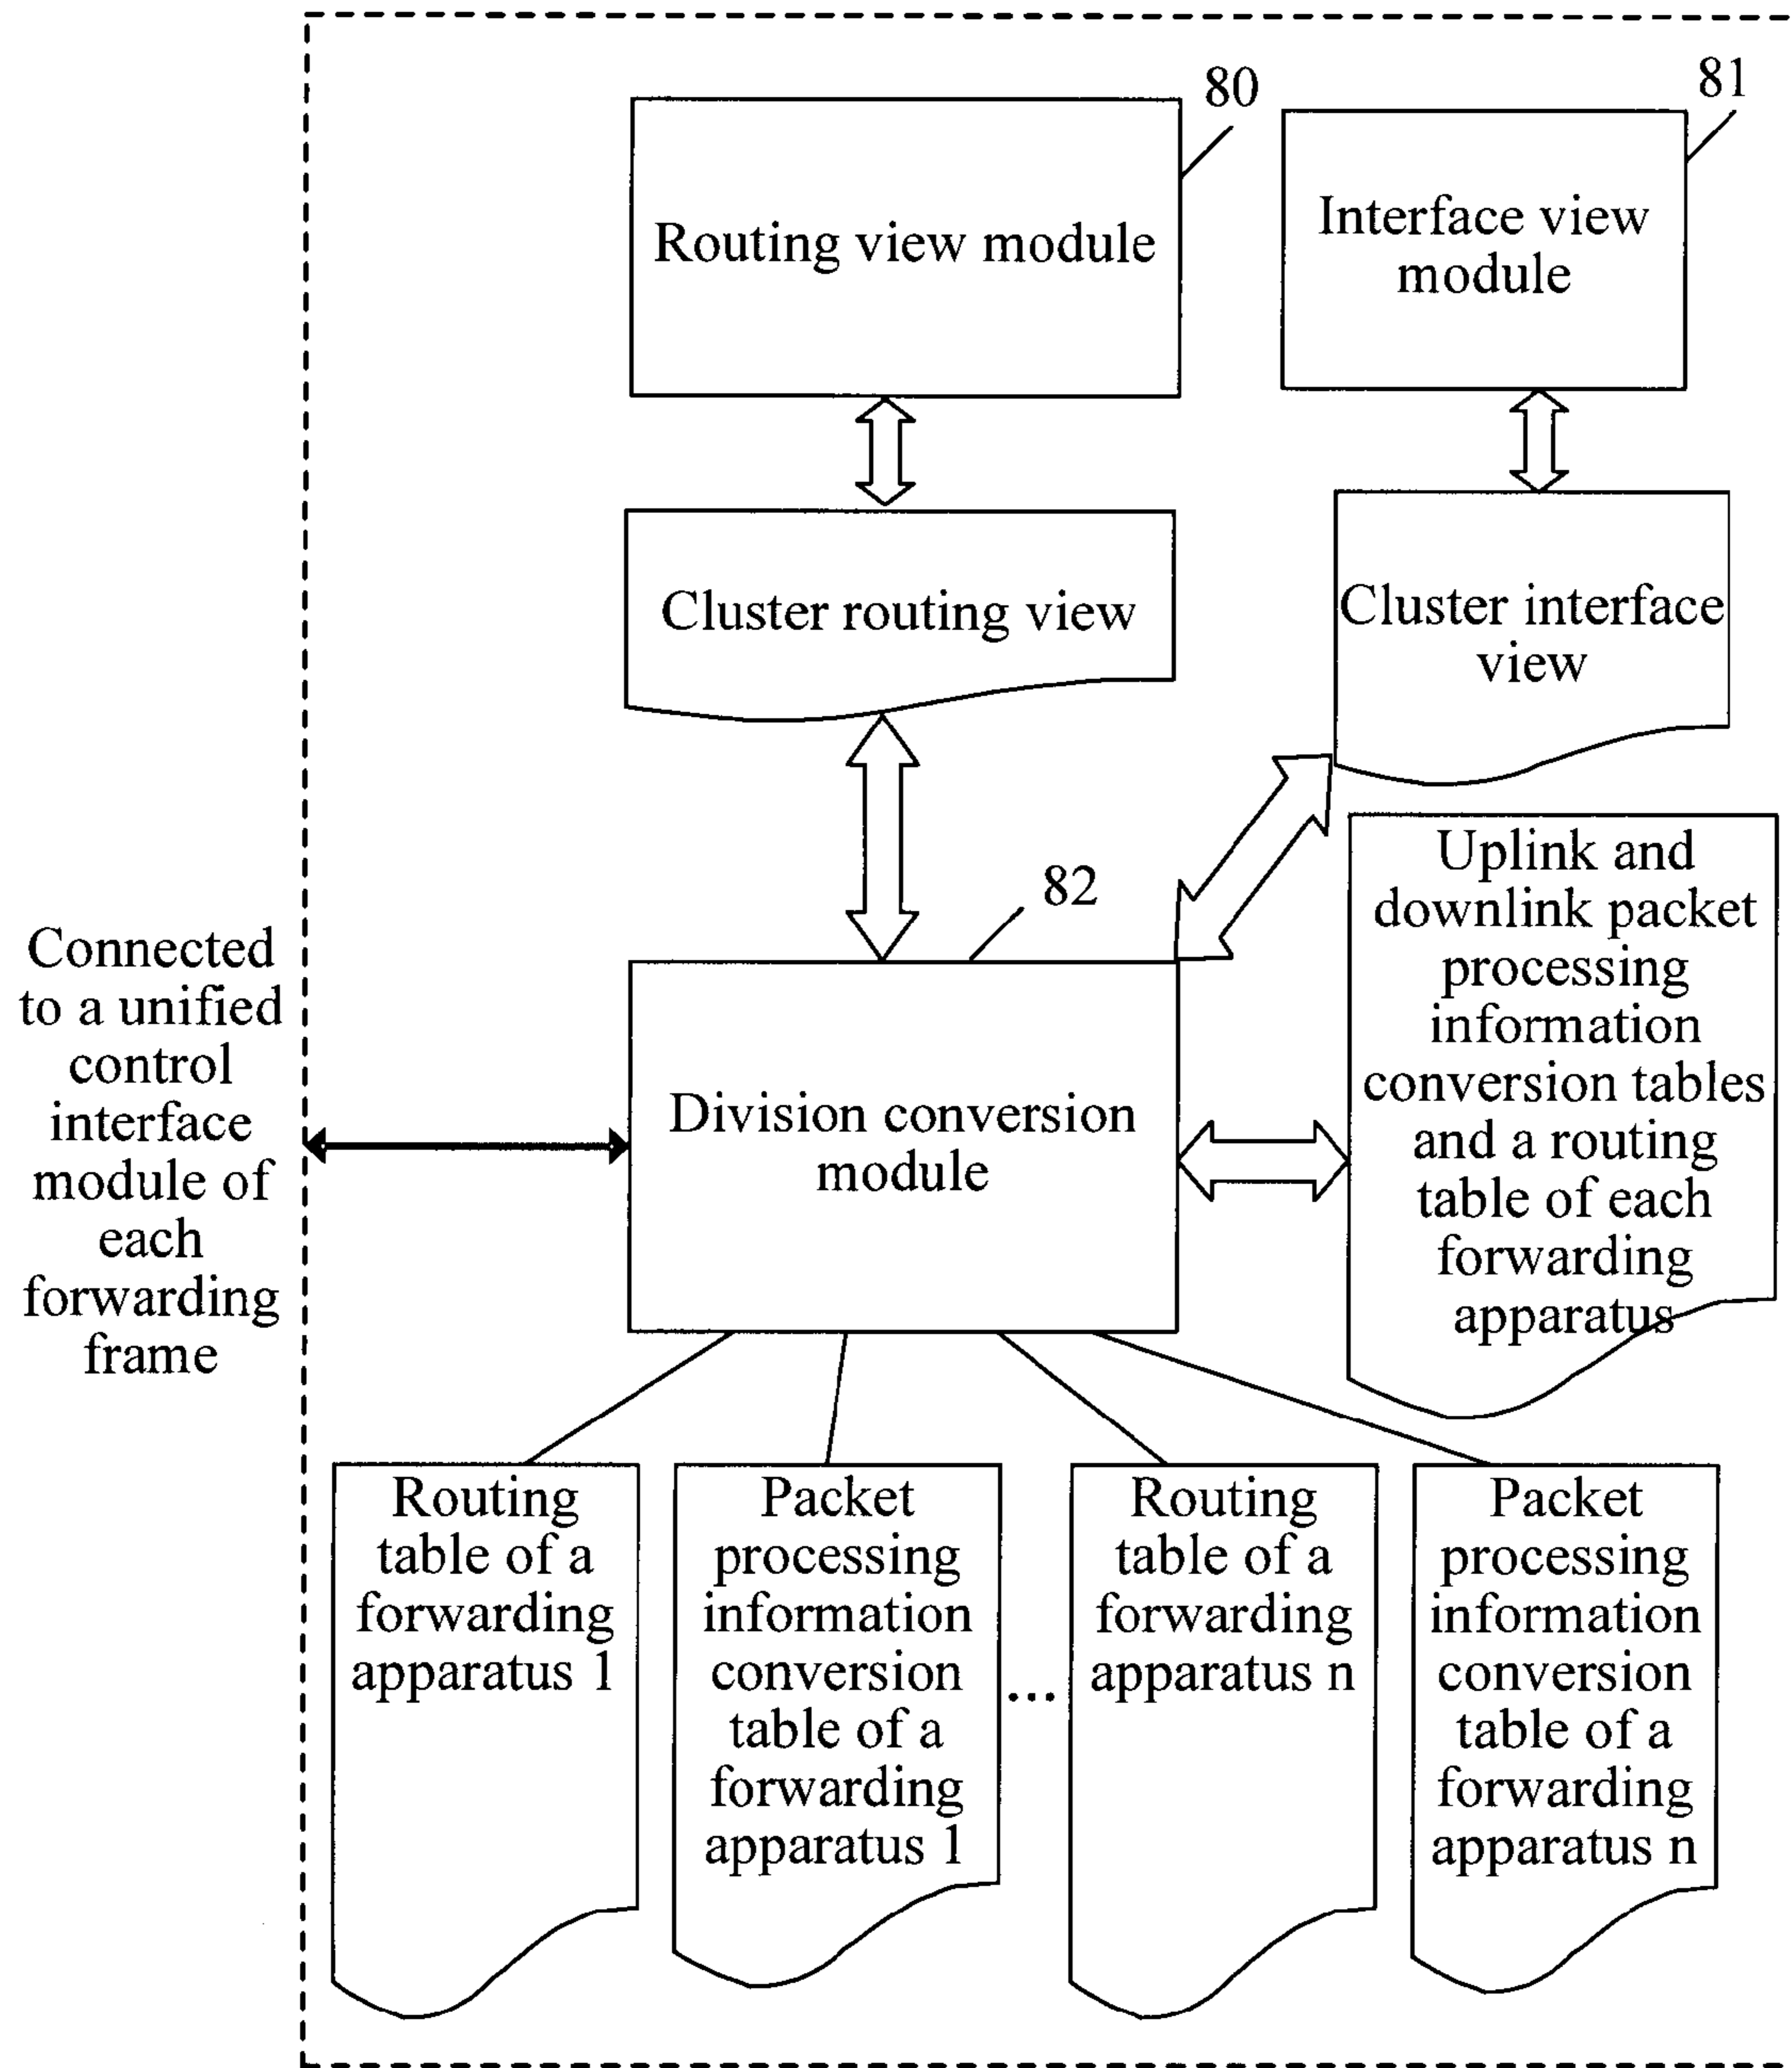 80
81
Routing view module
Interface view
module
Cluster routing view
Cluster interface
view
82
Connected
to a unified
control
interface
module of
each
forwarding
frame
Division conversion
module
Uplink and
downlink packet
processing
information
conversion tables
and a routing
table of each
forwarding
apparatus
Routing
table of a
forwarding
apparatus 1
Packet
processing
information
conversion
table of a
forwarding
apparatus 1
...
Routing
table of a
forwarding
apparatus n
Packet
processing
information
conversion
table of a
forwarding
apparatus n